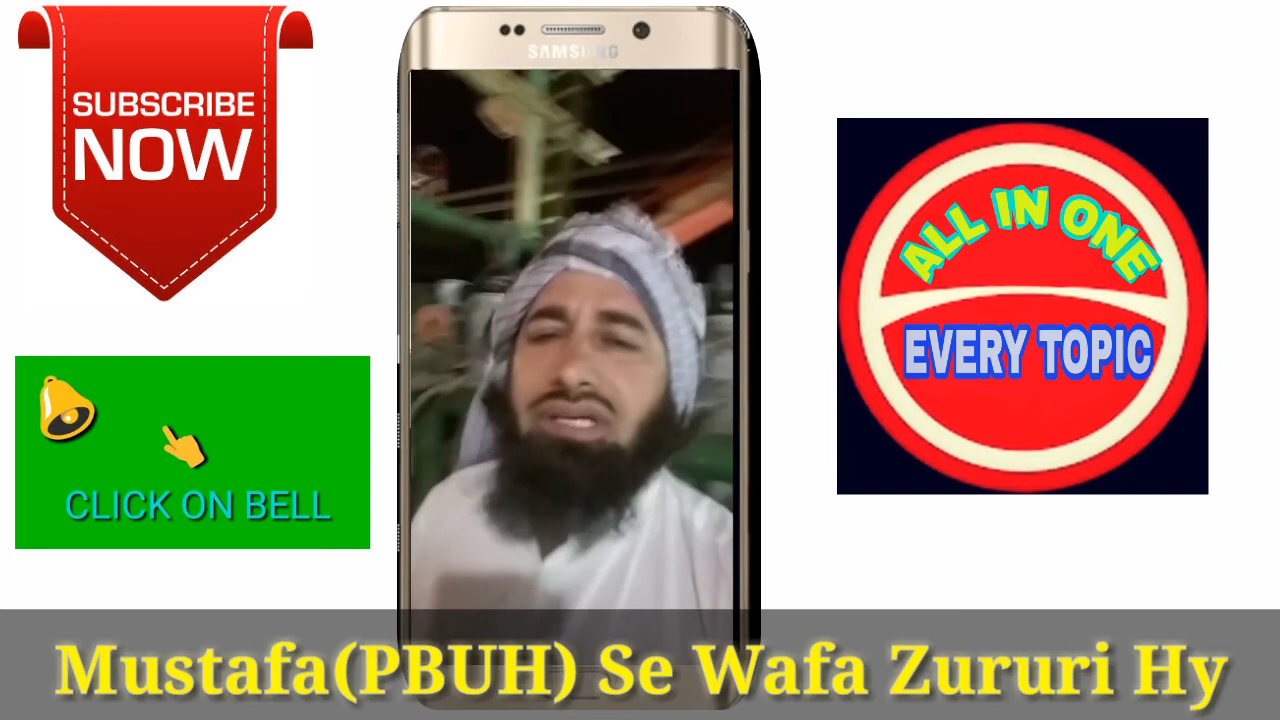 SUBSCRIBE
NOW
SAMSUNG
ALL IN ONE
EVERY TOPIC
CLICK ON BELL
Mustafa(PBUH) Se Wafa Zururi Hy